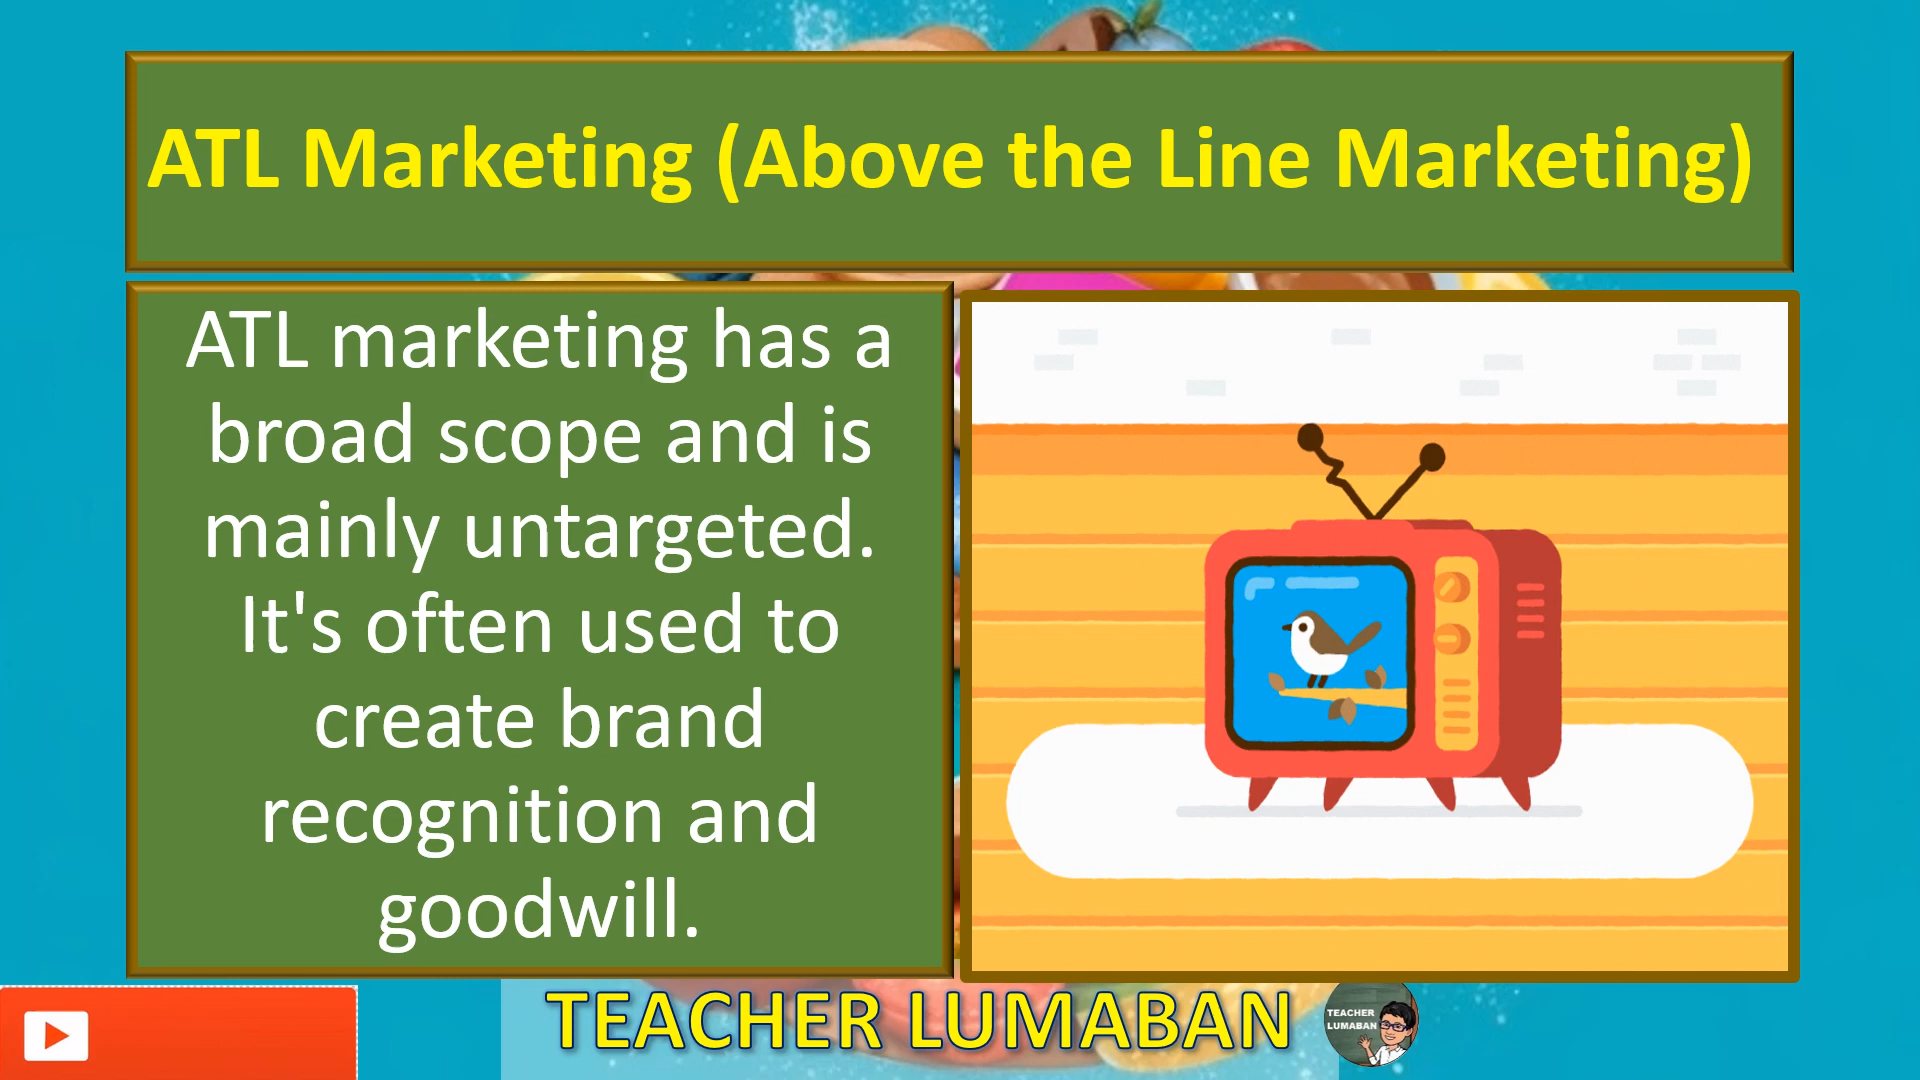 ATL Marketing (Above the Line Marketing)
ATL marketing has a
broad scope and is
mainly untargeted.
It's often used to
create brand
recognition and
goodwill.
TEACHER LUMABAN
TEACHER
LUMABAN